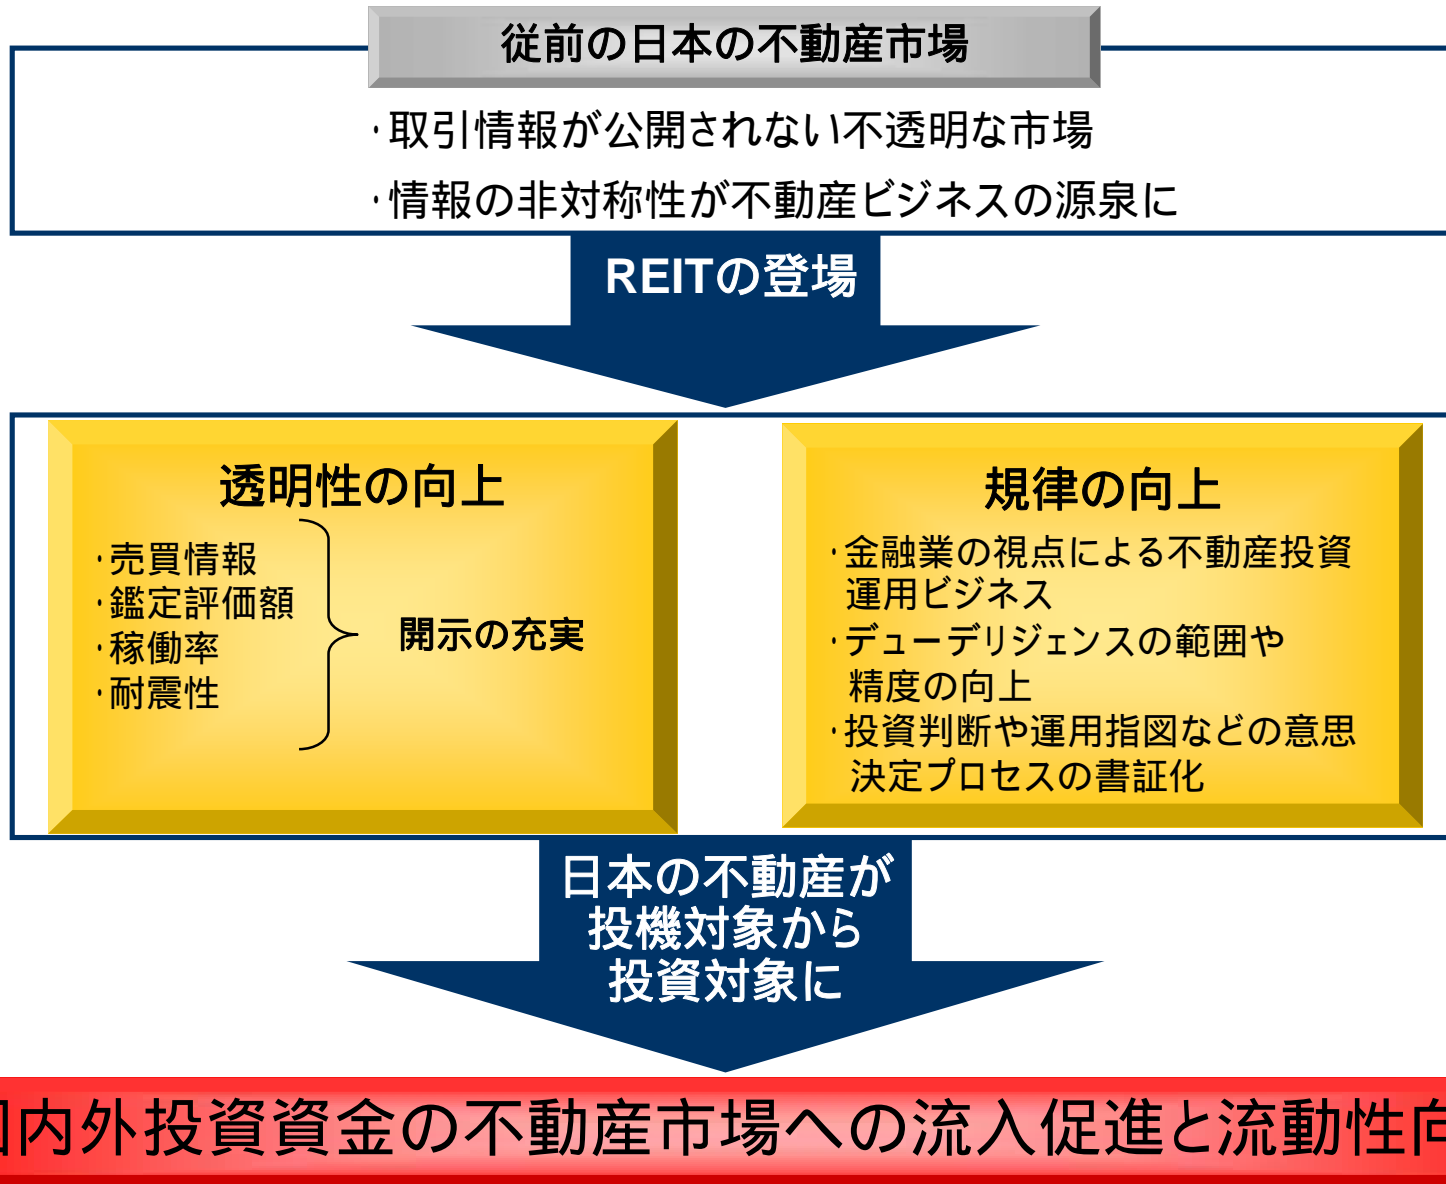 従前の日本の不動産市場
・取引情報が公開されない不透明な市場
・情報の非対称性が不動産ビジネスの源泉に
REITの登場
透明性の向上
・売買情報
・鑑定評価額
・稼働率
・耐震性
開示の充実
規律の向上
・金融業の視点による不動産投資
運用ビジネス
・デューデリジェンスの範囲や
精度の向上
・投資判断や運用指図などの意思
決定プロセスの書証化
日本の不動産が
投機対象から
投資対象に
内外投資資金の不動産市場への流入促進と流動性向